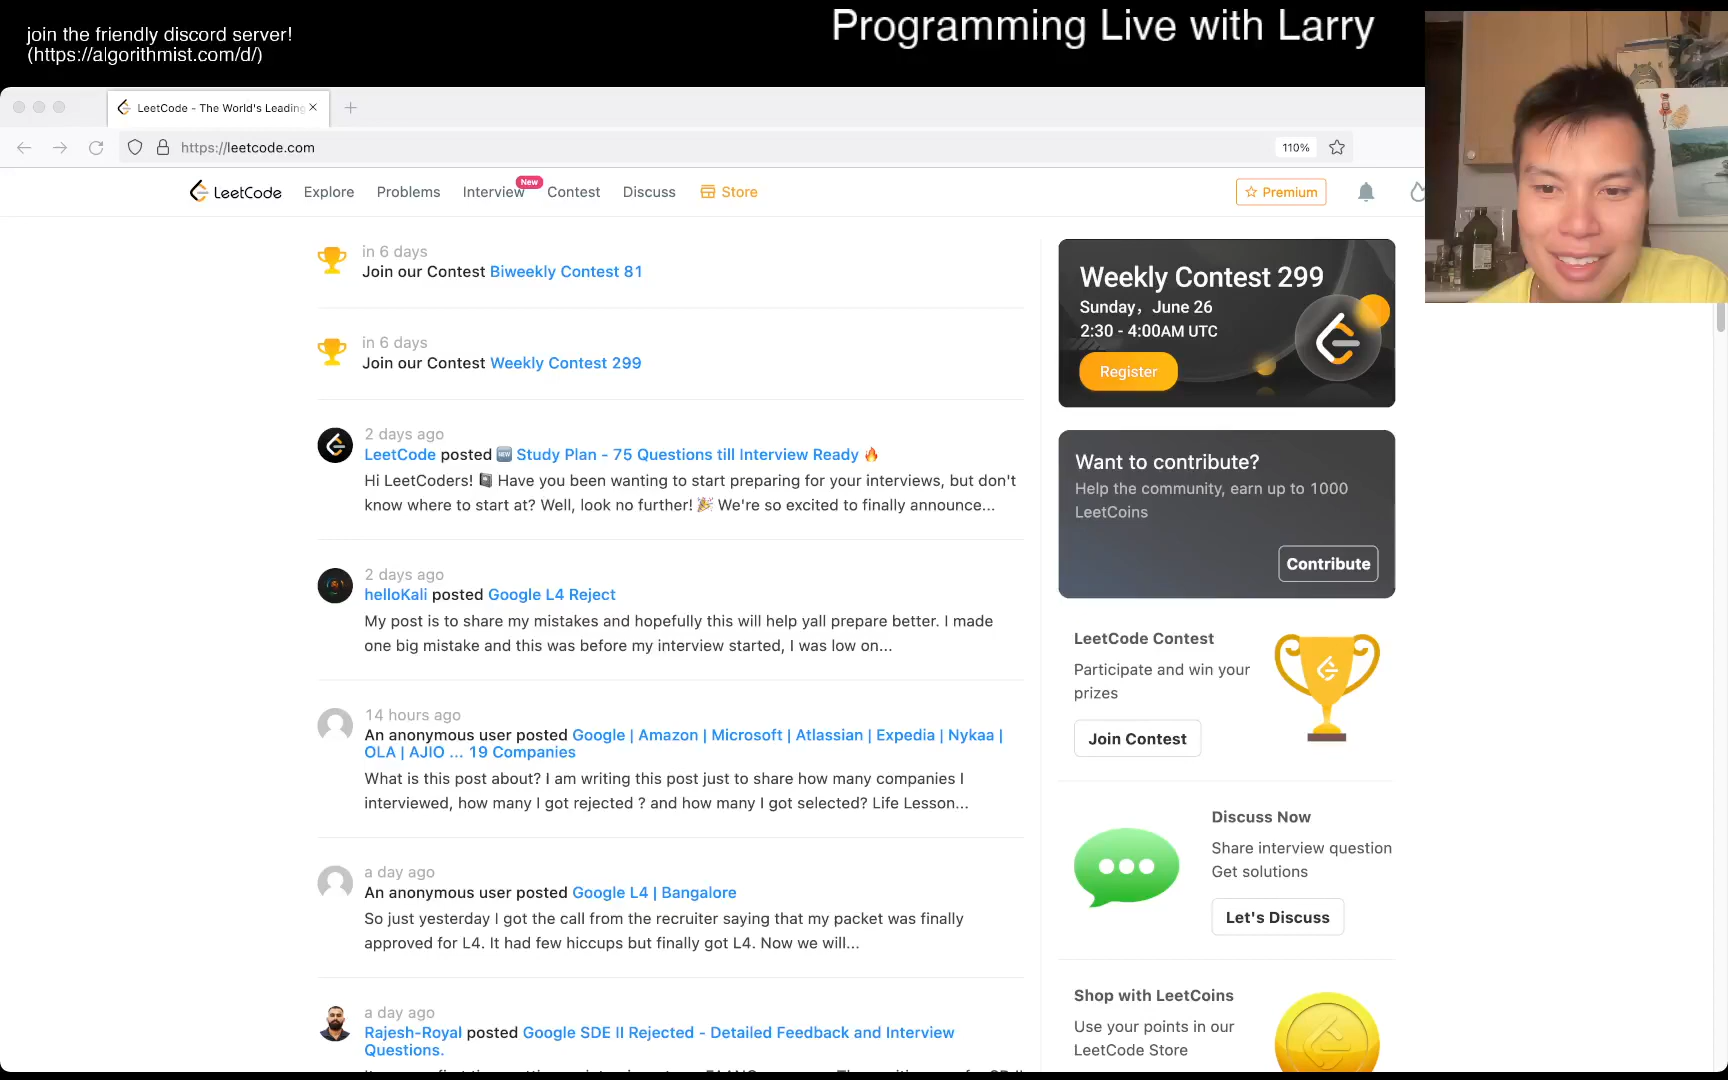 join the friendly discord server!
(https://algorithmist.com/d/)
Programming Live with Larry
LeetCode - The World's Leading
https://leetcode.com
110%
LeetCode
Explore
Problems
Interview
New
Contest
Discuss
Store
Premium
in 6 days
Join our Contest Biweekly Contest 81
in 6 days
Join our Contest Weekly Contest 299
2 days ago
LeetCode posted 🆕 Study Plan - 75 Questions till Interview Ready 🔥
Hi LeetCoders! 📓 Have you been wanting to start preparing for your interviews, but don't
know where to start at? Well, look no further! 🎉 We're so excited to finally announce...
2 days ago
helloKali posted Google L4 Reject
My post is to share my mistakes and hopefully this will help yall prepare better. I made
one big mistake and this was before my interview started, I was low on...
14 hours ago
An anonymous user posted Google | Amazon | Microsoft | Atlassian | Expedia | Nykaa |
OLA | AJIO ... 19 Companies
What is this post about? I am writing this post just to share how many companies I
interviewed, how many I got rejected ? and how many I got selected? Life Lesson...
a day ago
An anonymous user posted Google L4 | Bangalore
So just yesterday I got the call from the recruiter saying that my packet was finally
approved for L4. It had few hiccups but finally got L4. Now we will...
a day ago
Rajesh-Royal posted Google SDE II Rejected - Detailed Feedback and Interview
Questions.
Weekly Contest 299
Sunday, June 26
2:30 - 4:00AM UTC
Register
Want to contribute?
Help the community, earn up to 1000
LeetCoins
Contribute
LeetCode Contest
Participate and win your
prizes
Join Contest
Discuss Now
Share interview question
Get solutions
Let's Discuss
Shop with LeetCoins
Use your points in our
LeetCode Store